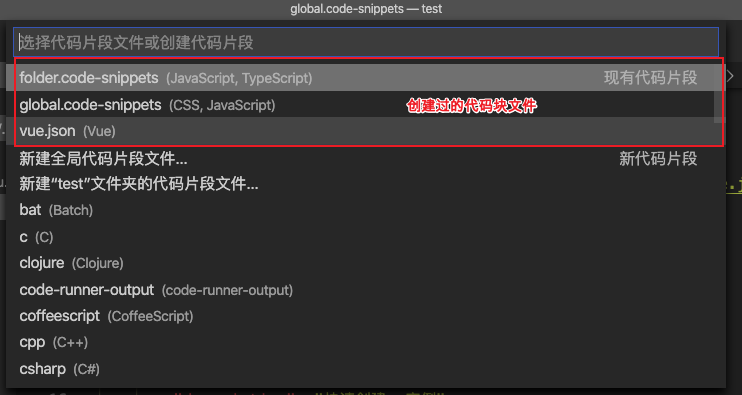 global.code-snippets — test
选择代码片段文件或创建代码片段
folder.code-snippets (JavaScript, TypeScript) 现有代码片段
global.code-snippets (CSS, JavaScript) 创建过的代码块文件
vue.json (Vue)
新建全局代码片段文件... 新代码片段
新建“test”文件夹的代码片段文件...
bat (Batch)
c (C)
clojure (Clojure)
code-runner-output (code-runner-output)
coffeescript (CoffeeScript)
cpp (C++)
csharp (C#)